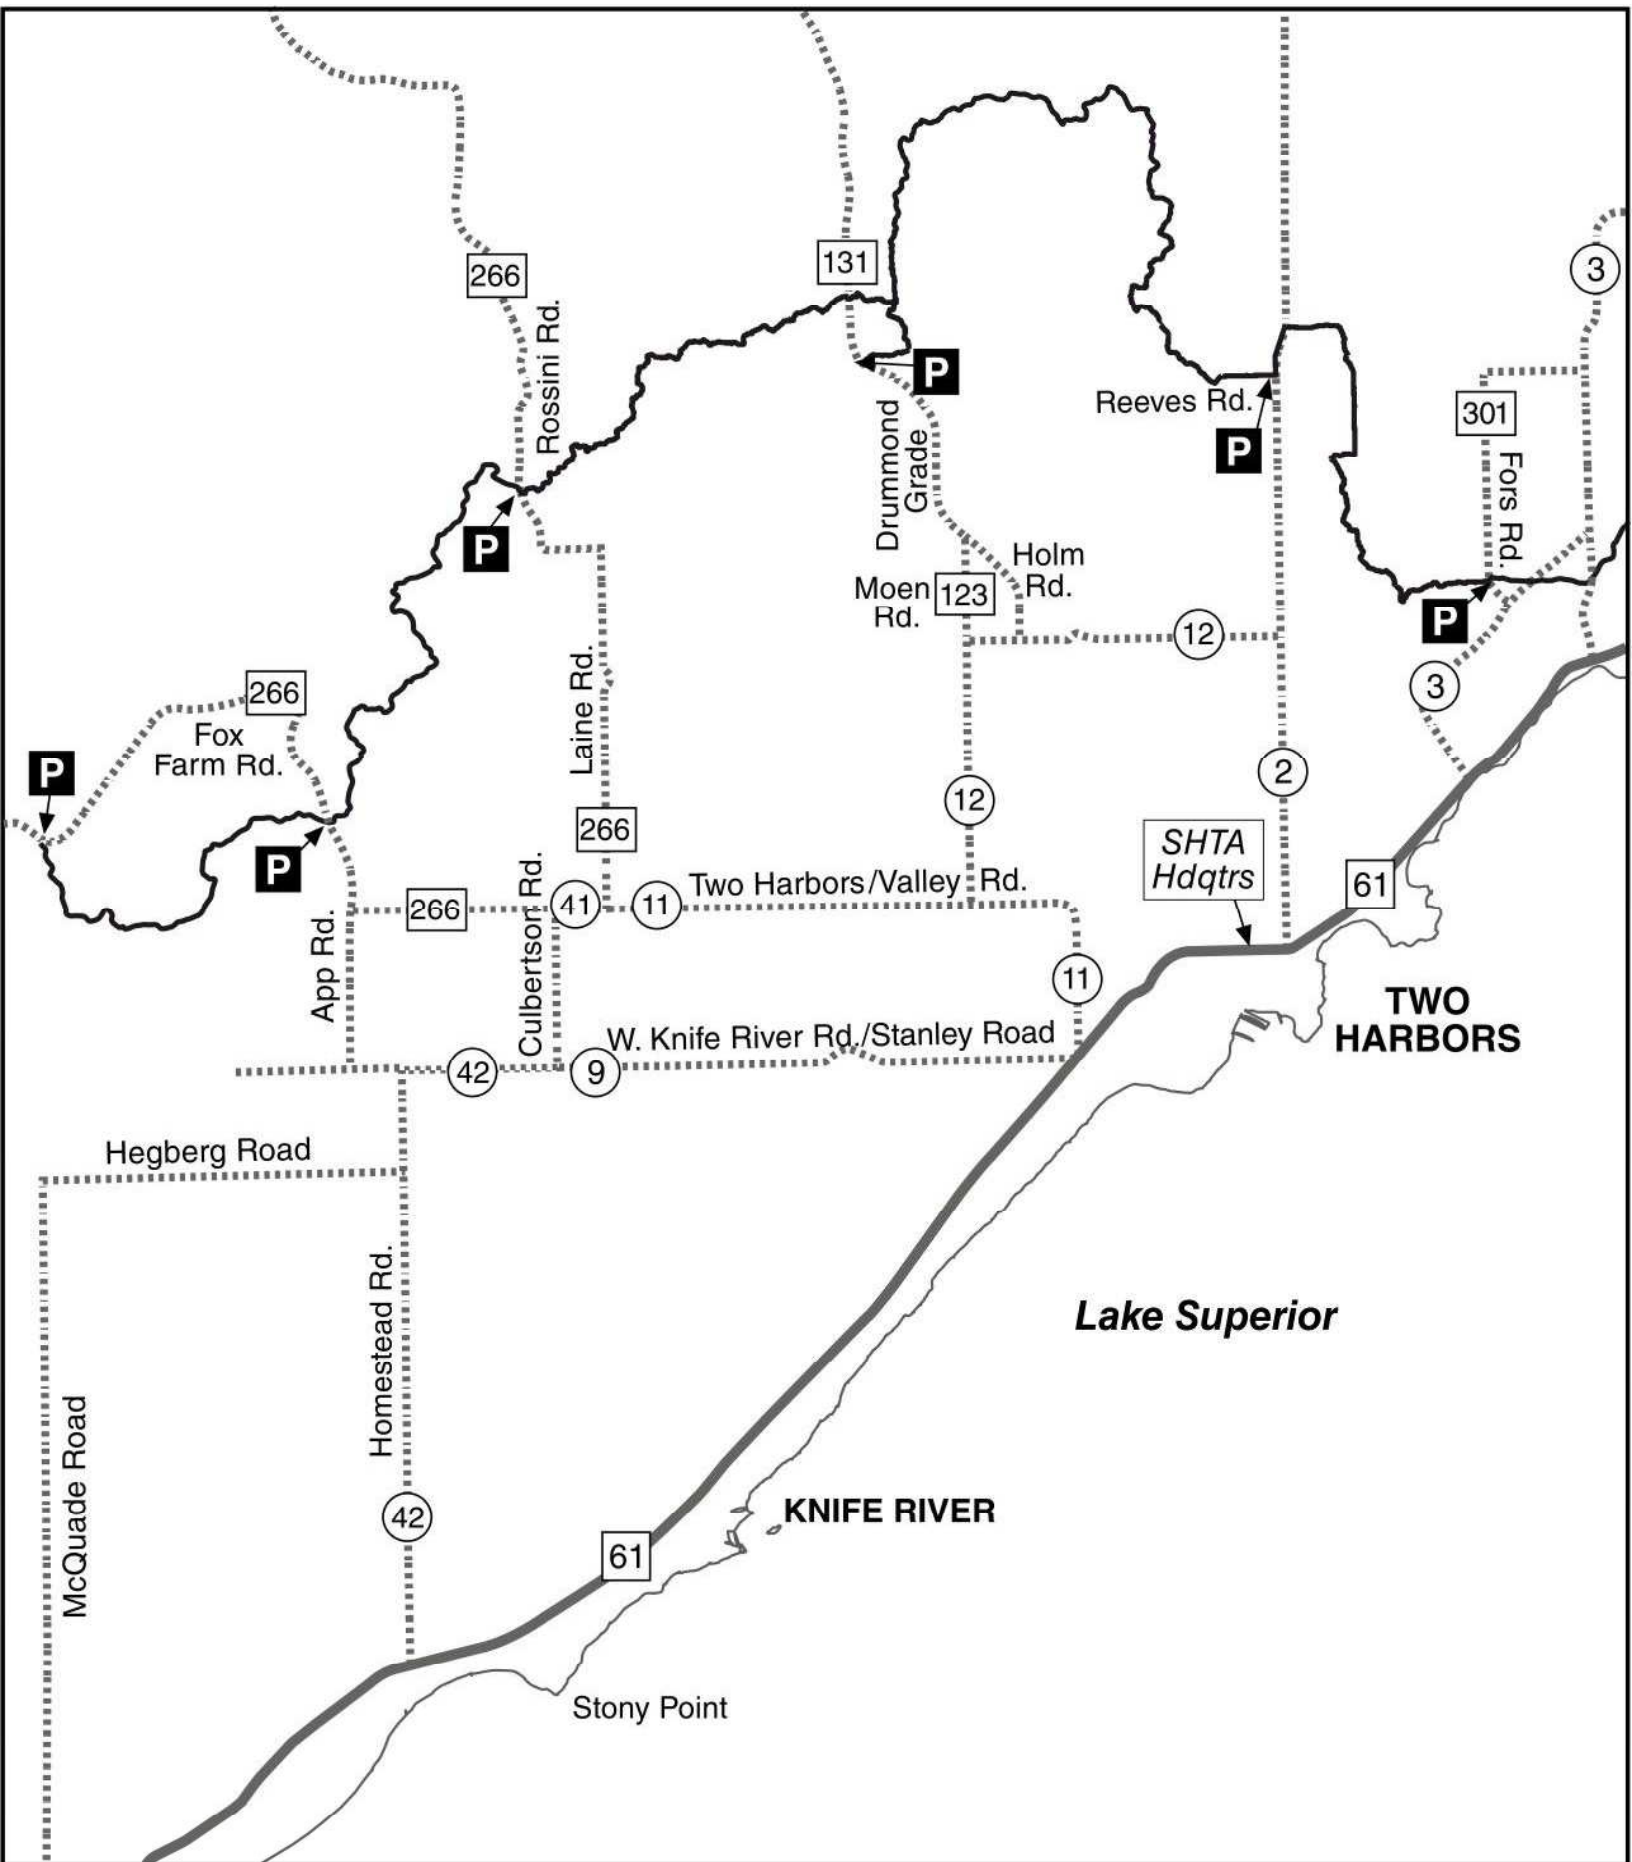 266
131
3
Rossini Rd.
P
Reeves Rd.
301
Drummond
Grade
P
Fors Rd.
P
Holm
Rd.
Moen
Rd.
123
P
12
266
Laine Rd.
3
Fox
Farm Rd.
P
2
12
266
SHTA
Hdqtrs
P
Two Harbors/Valley Rd.
61
266
41
11
Culbertson Rd.
App Rd.
11
TWO
HARBORS
W. Knife River Rd./Stanley Road
42
9
Hegberg Road
Lake Superior
Homestead Rd.
McQuade Road
42
KNIFE RIVER
61
Stony Point